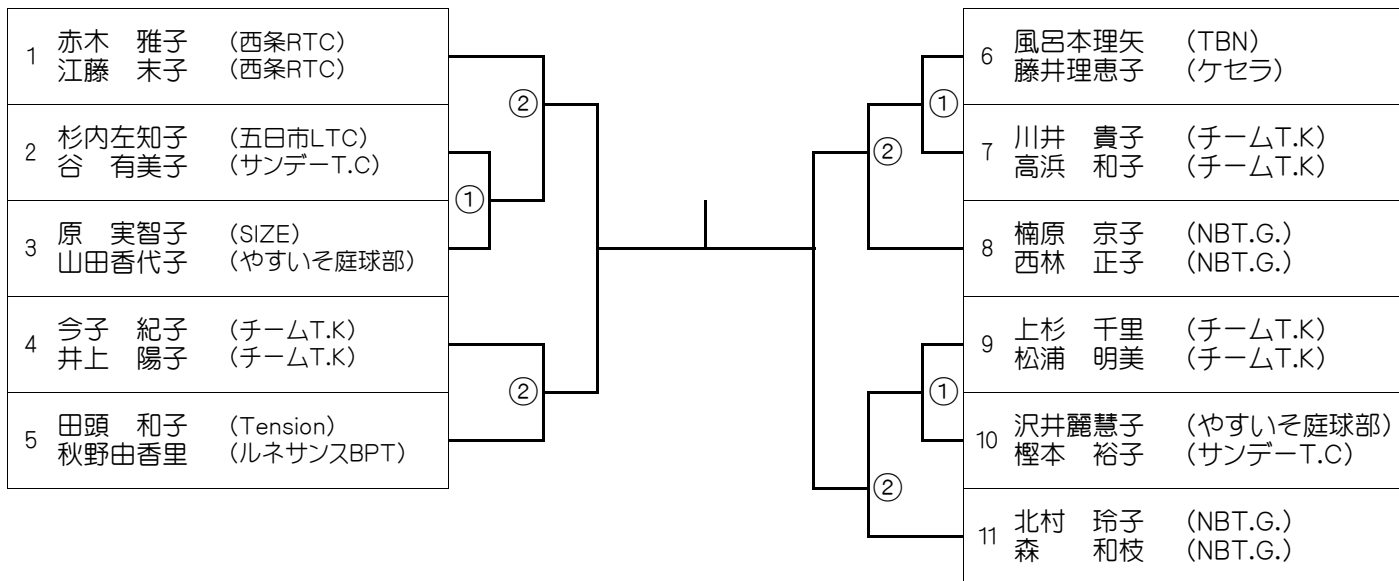 1 赤木 雅子 (西条RTC)
江藤 末子 (西条RTC)
2 杉内左知子 (五日市LTC)
谷 有美子 (サンデーT.C)
3 原 実智子 (SIZE)
山田香代子 (やすいそ庭球部)
4 今子 紀子 (チームT.K)
井上 陽子 (チームT.K)
5 田頭 和子 (Tension)
秋野由香里 (ルネサンスBPT)
②
①
②
6 風呂本理矢 (TBN)
藤井理恵子 (ケセラ)
7 川井 貴子 (チームT.K)
高浜 和子 (チームT.K)
8 楠原 京子 (NBT.G.)
西林 正子 (NBT.G.)
9 上杉 千里 (チームT.K)
松浦 明美 (チームT.K)
10 沢井麗慧子 (やすいそ庭球部)
樫本 裕子 (サンデーT.C)
11 北村 玲子 (NBT.G.)
森 和枝 (NBT.G.)
①
②
①
②